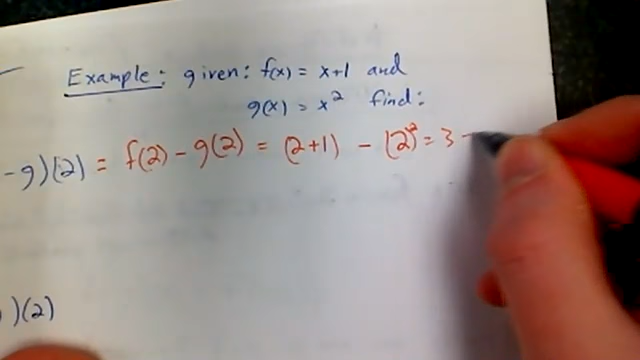 Example: given: f(x) = x+1 and
g(x) = x² find:
-g)(2) = f(2) - g(2) = (2+1) - (2)² = 3 -
)(2)